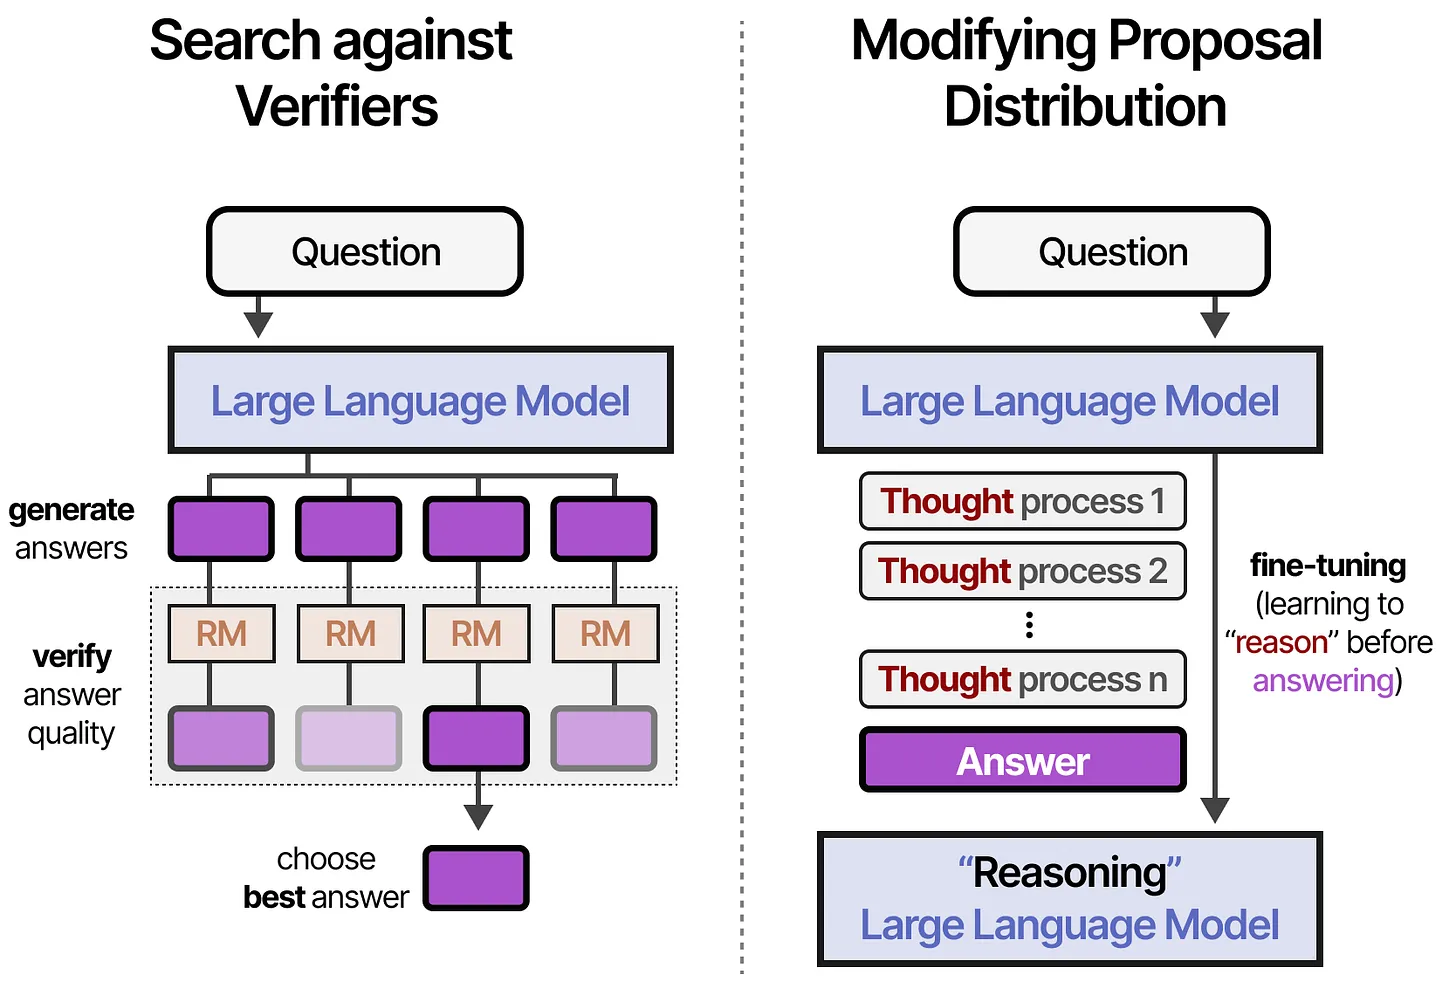 Search against
Verifiers
Question
Large Language Model
generate
answers
RM RM RM RM
verify
answer
quality
choose
best answer
Modifying Proposal
Distribution
Question
Large Language Model
Thought process 1
Thought process 2
Thought process n
Answer
fine-tuning
(learning to
“reason” before
answering)
“Reasoning”
Large Language Model